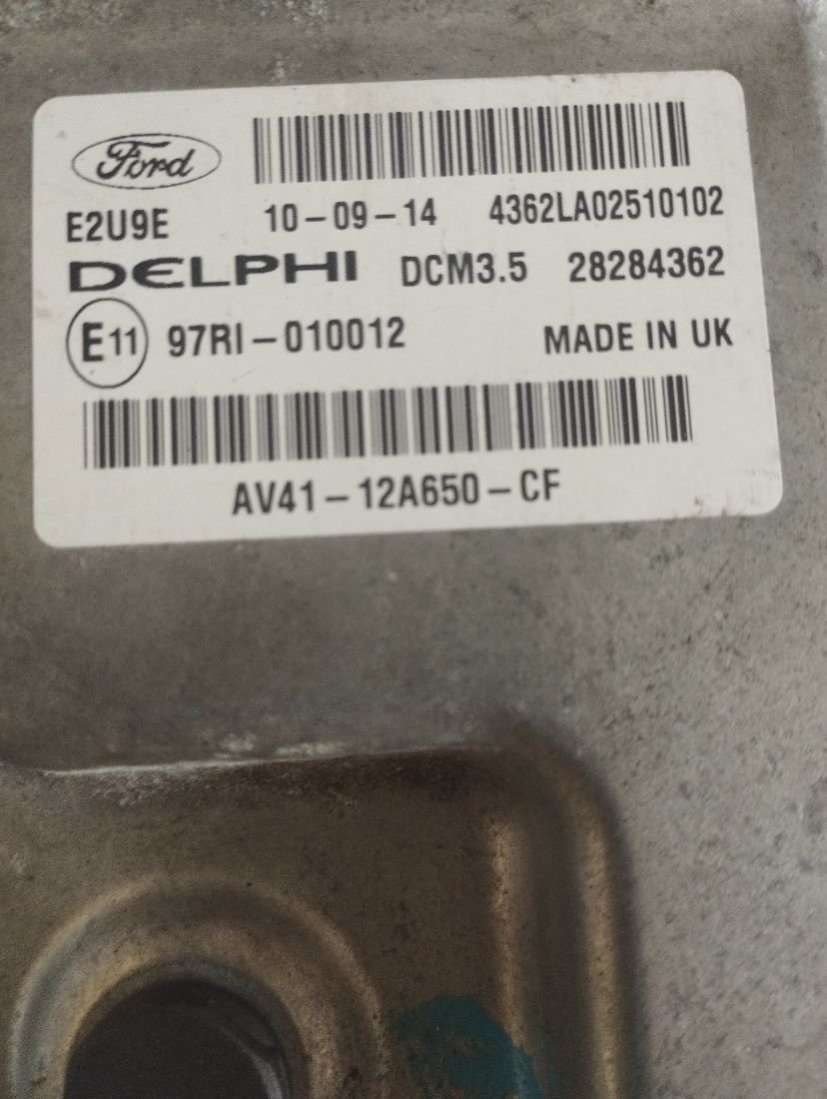 Ford
E2U9E 10-09-14 4362LA02510102
DELPHI DCM3.5 28284362
E11 97RI-010012 MADE IN UK
AV41-12A650-CF